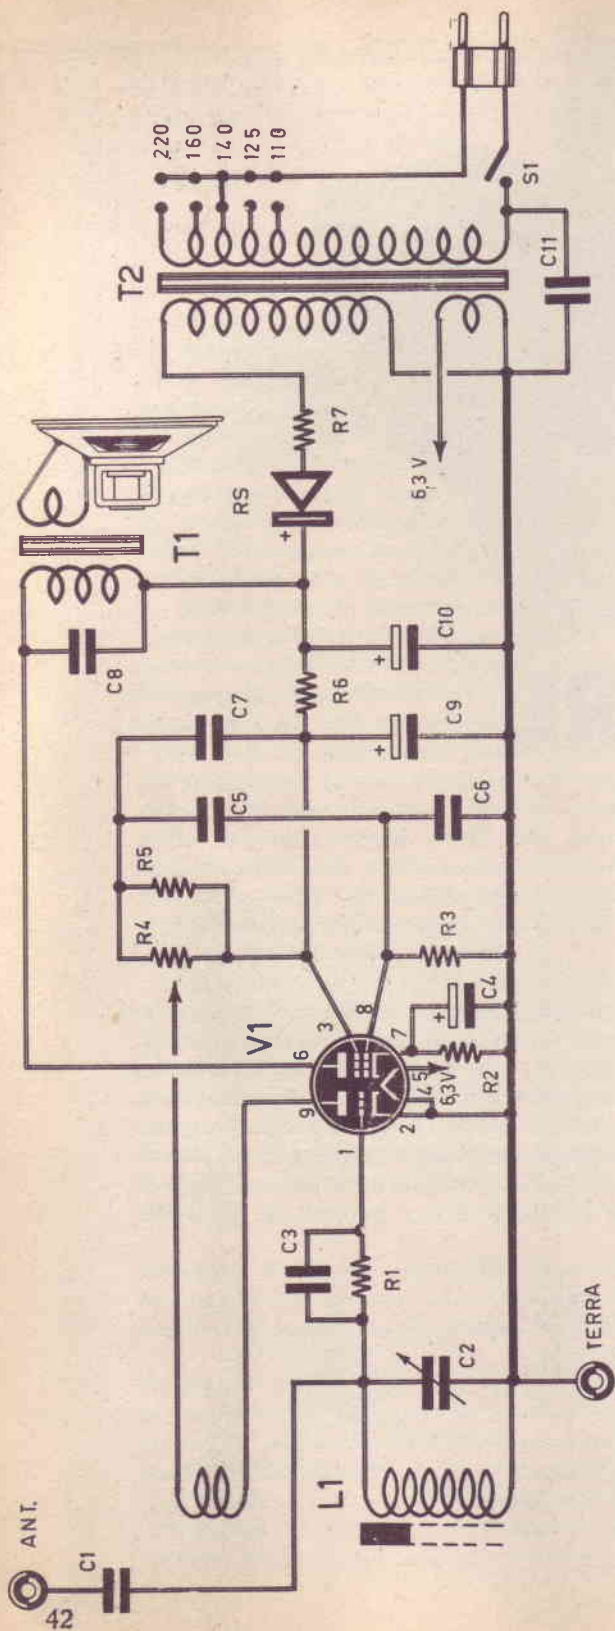 220
160
140
125
110
S1
T2
C11
R7
RS
+
6,3 V
T1
C8
R6
+
C10
C7
+
C9
C5
C6
R5
R4
R3
V1
3
8
6
7
+
C4
9
5
4
6,3V
R2
2
1
C3
R1
C2
TERRA
L1
ANT.
C1
42